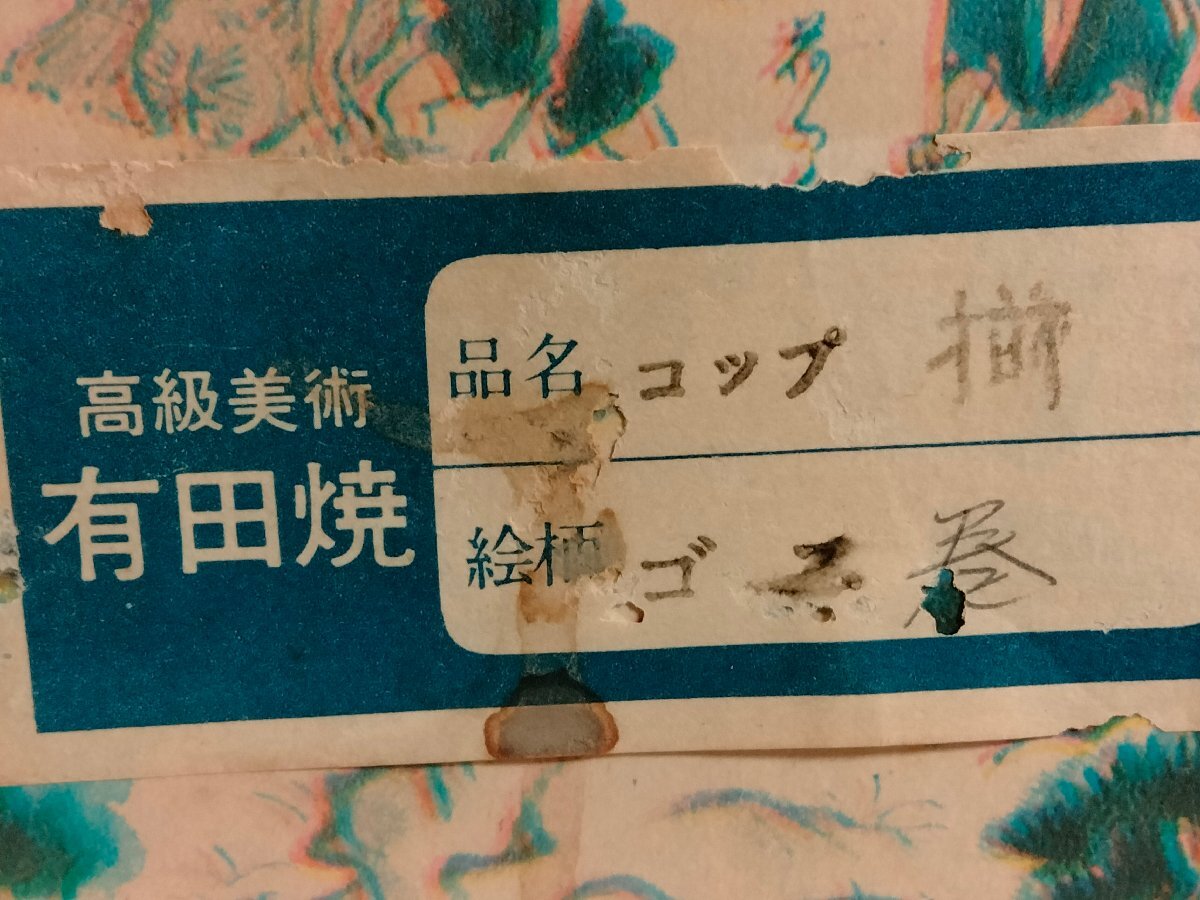 高級美術
有田焼
品名 コップ 揃
絵柄 ゴス巻